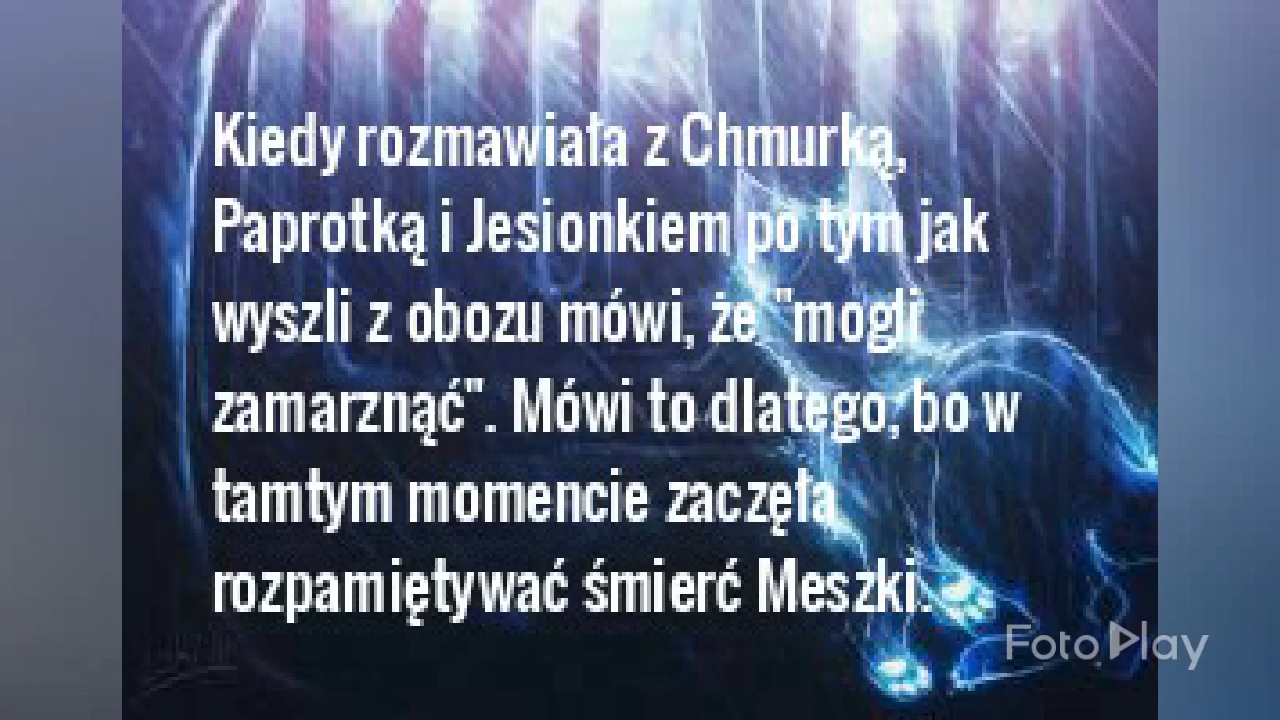 Kiedy rozmawiała z Chmurką,
Paprotką i Jesionkiem po tym jak
wyszli z obozu mówi, że "mogli
zamarznąć". Mówi to dlatego, bo w
tamtym momencie zaczęła
rozpamiętywać śmierć Meszki.
FotoPlay